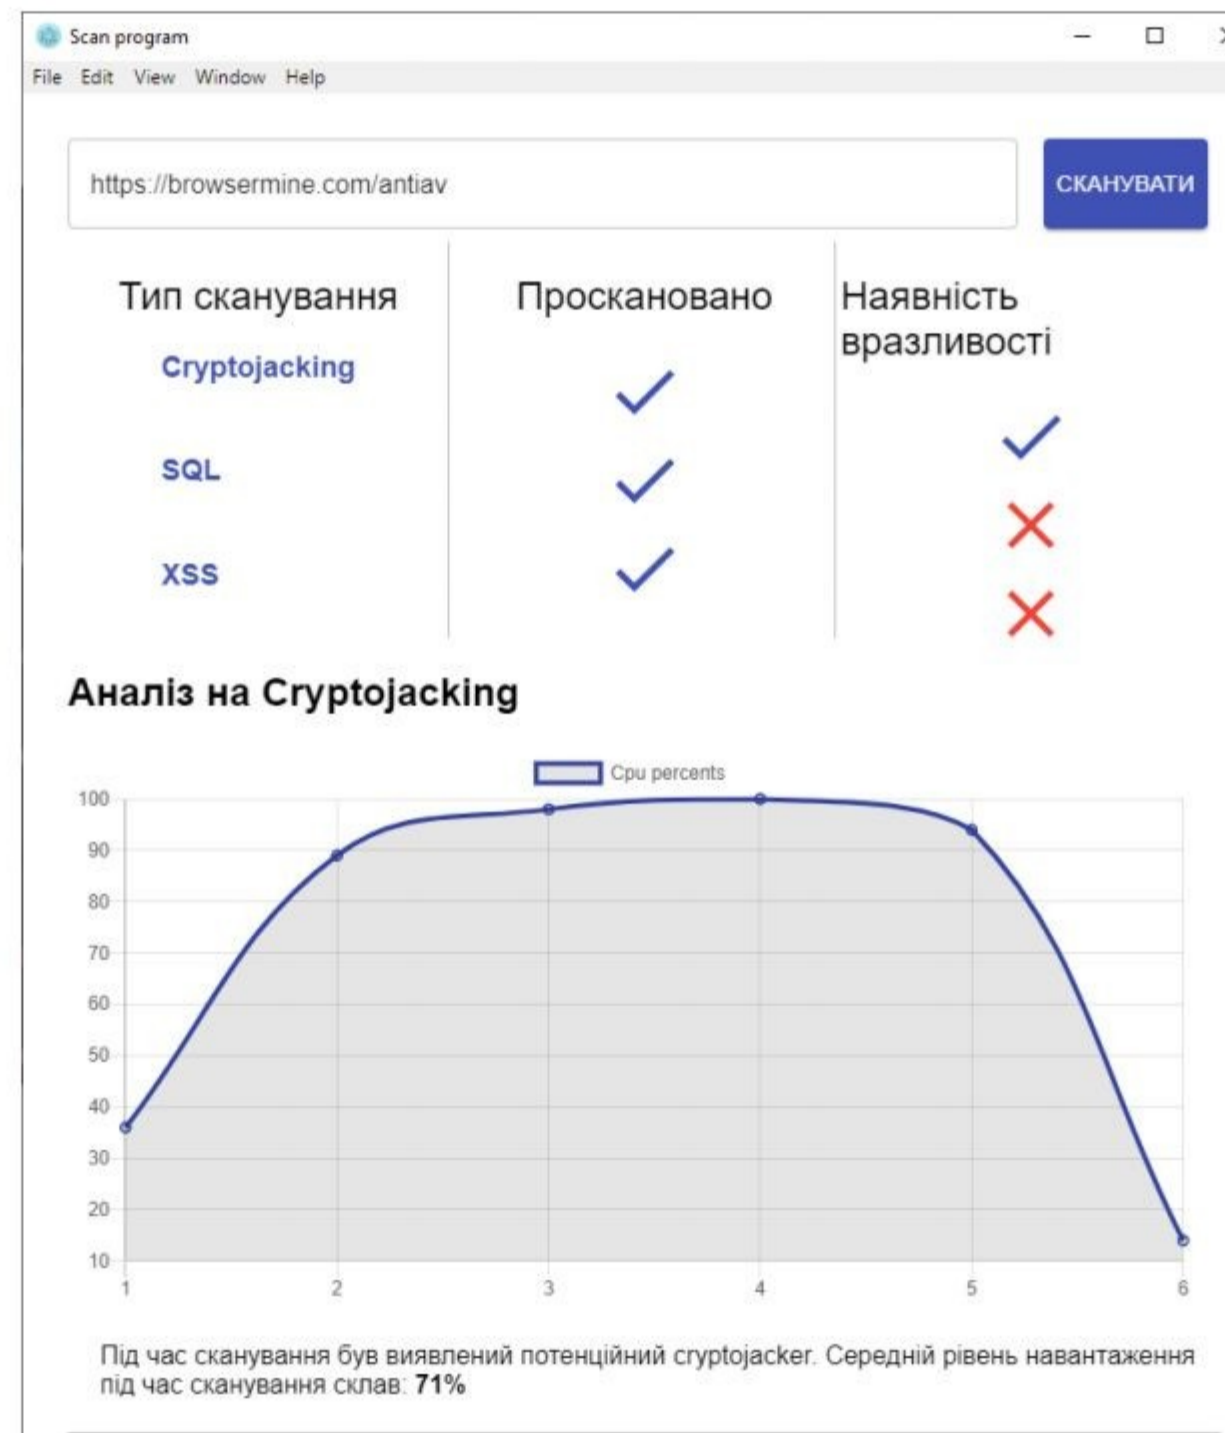 Scan program
File Edit View Window Help
https://browsermine.com/antiav
СКАНУВАТИ
Тип сканування
Проскановано
Наявність
вразливості
Cryptojacking
SQL
XSS
Аналіз на Cryptojacking
Cpu percents
100
90
80
70
60
50
40
30
20
10
1 2 3 4 5 6
Під час сканування був виявлений потенційний cryptojacker. Середній рівень навантаження
під час сканування склав: 71%